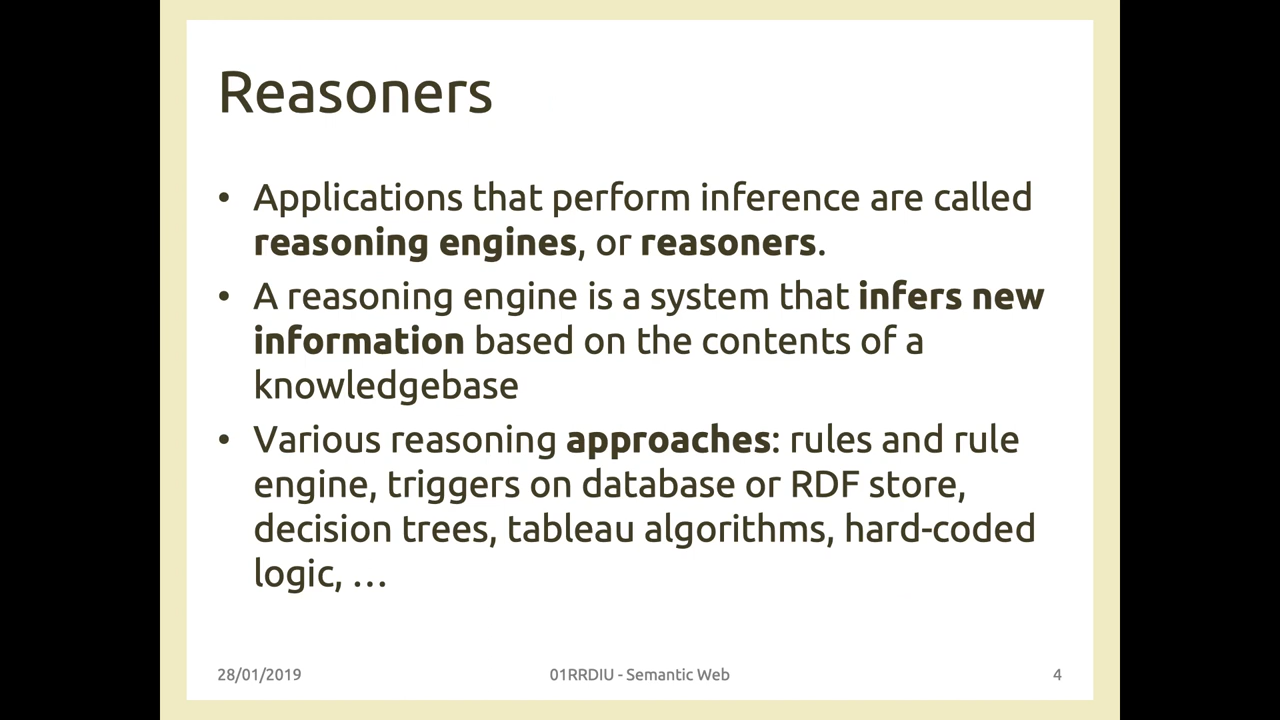 Reasoners
• Applications that perform inference are called
reasoning engines, or reasoners.
• A reasoning engine is a system that infers new
information based on the contents of a
knowledgebase
• Various reasoning approaches: rules and rule
engine, triggers on database or RDF store,
decision trees, tableau algorithms, hard-coded
logic, …
28/01/2019 01RRDIU - Semantic Web 4